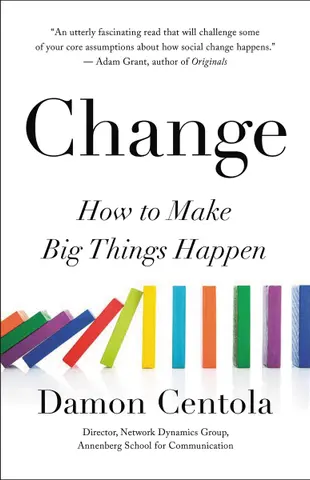 “An utterly fascinating read that will challenge some
of your core assumptions about how social change happens.”
— Adam Grant, author of Originals
Change
How to Make
Big Things Happen
Damon Centola
Director, Network Dynamics Group,
Annenberg School for Communication